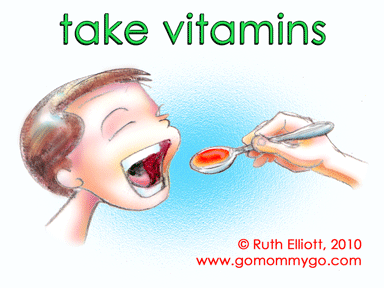 take vitamins
© Ruth Elliott, 2010
www.gomommygo.com